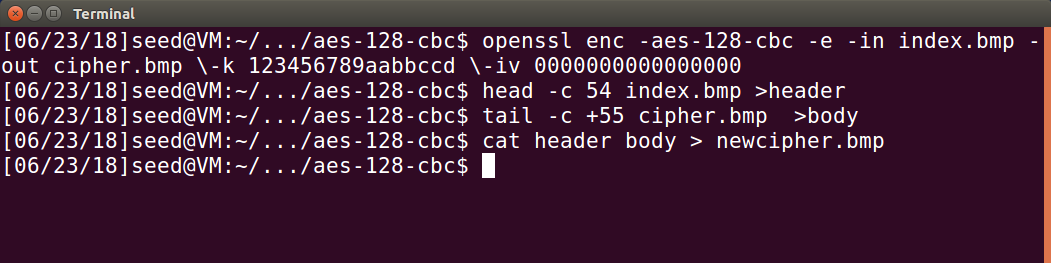 Terminal
[06/23/18]seed@VM:~/.../aes-128-cbc$ openssl enc -aes-128-cbc -e -in index.bmp -
out cipher.bmp \-k 123456789aabbccd \-iv 0000000000000000
[06/23/18]seed@VM:~/.../aes-128-cbc$ head -c 54 index.bmp >header
[06/23/18]seed@VM:~/.../aes-128-cbc$ tail -c +55 cipher.bmp  >body
[06/23/18]seed@VM:~/.../aes-128-cbc$ cat header body > newcipher.bmp
[06/23/18]seed@VM:~/.../aes-128-cbc$